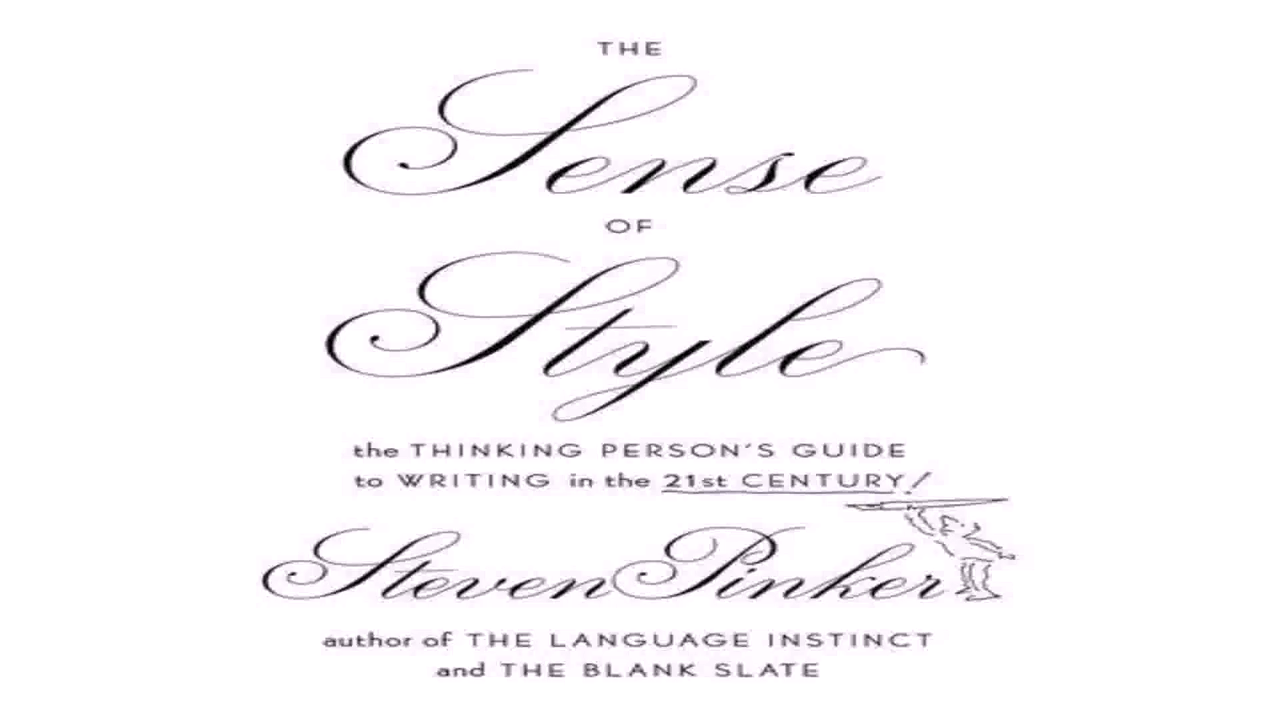 THE
Sense
OF
Style
the THINKING PERSON'S GUIDE
to WRITING in the 21st CENTURY!
Steven Pinker
author of THE LANGUAGE INSTINCT
and THE BLANK SLATE